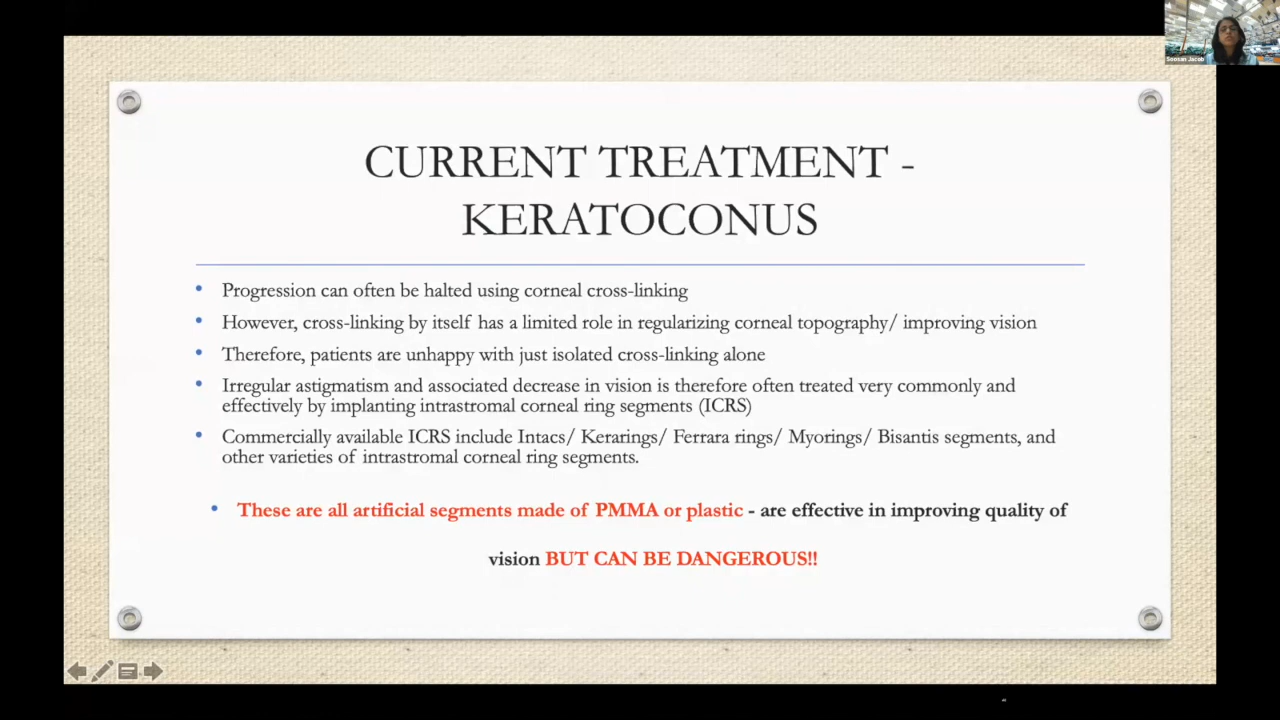 Soosan Jacob
CURRENT TREATMENT -
KERATOCONUS
• Progression can often be halted using corneal cross-linking
• However, cross-linking by itself has a limited role in regularizing corneal topography/ improving vision
• Therefore, patients are unhappy with just isolated cross-linking alone
• Irregular astigmatism and associated decrease in vision is therefore often treated very commonly and
effectively by implanting intrastromal corneal ring segments (ICRS)
• Commercially available ICRS include Intacs/ Kerarings/ Ferrara rings/ Myorings/ Bisantis segments, and
other varieties of intrastromal corneal ring segments.
• These are all artificial segments made of PMMA or plastic - are effective in improving quality of
vision BUT CAN BE DANGEROUS!!